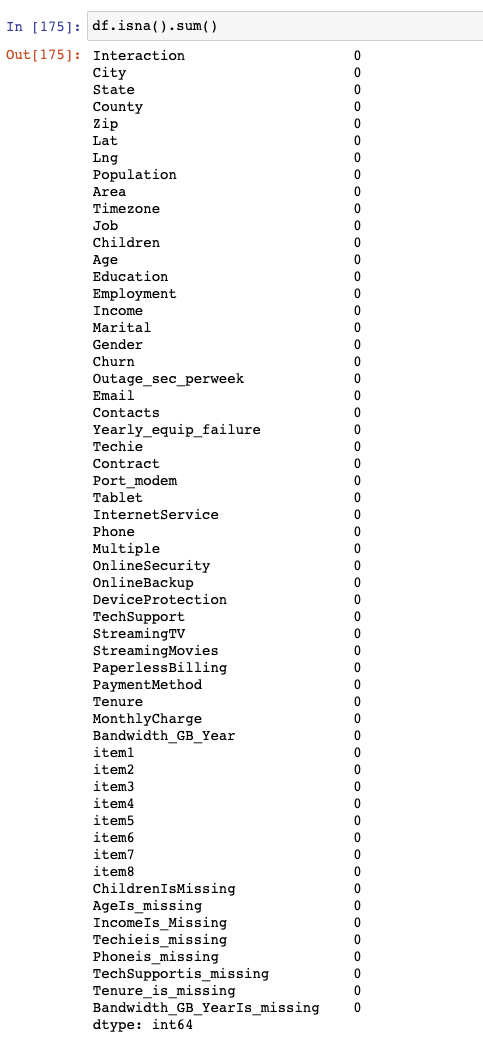 In [175]: df.isna().sum()
Out[175]: Interaction 0
City 0
State 0
County 0
Zip 0
Lat 0
Lng 0
Population 0
Area 0
Timezone 0
Job 0
Children 0
Age 0
Education 0
Employment 0
Income 0
Marital 0
Gender 0
Churn 0
Outage_sec_perweek 0
Email 0
Contacts 0
Yearly_equip_failure 0
Techie 0
Contract 0
Port_modem 0
Tablet 0
InternetService 0
Phone 0
Multiple 0
OnlineSecurity 0
OnlineBackup 0
DeviceProtection 0
TechSupport 0
StreamingTV 0
StreamingMovies 0
PaperlessBilling 0
PaymentMethod 0
Tenure 0
MonthlyCharge 0
Bandwidth_GB_Year 0
item1 0
item2 0
item3 0
item4 0
item5 0
item6 0
item7 0
item8 0
ChildrenIsMissing 0
AgeIs_missing 0
IncomeIs_Missing 0
Techieis_missing 0
Phoneis_missing 0
TechSupportis_missing 0
Tenure_is_missing 0
Bandwidth_GB_YearIs_missing 0
dtype: int64